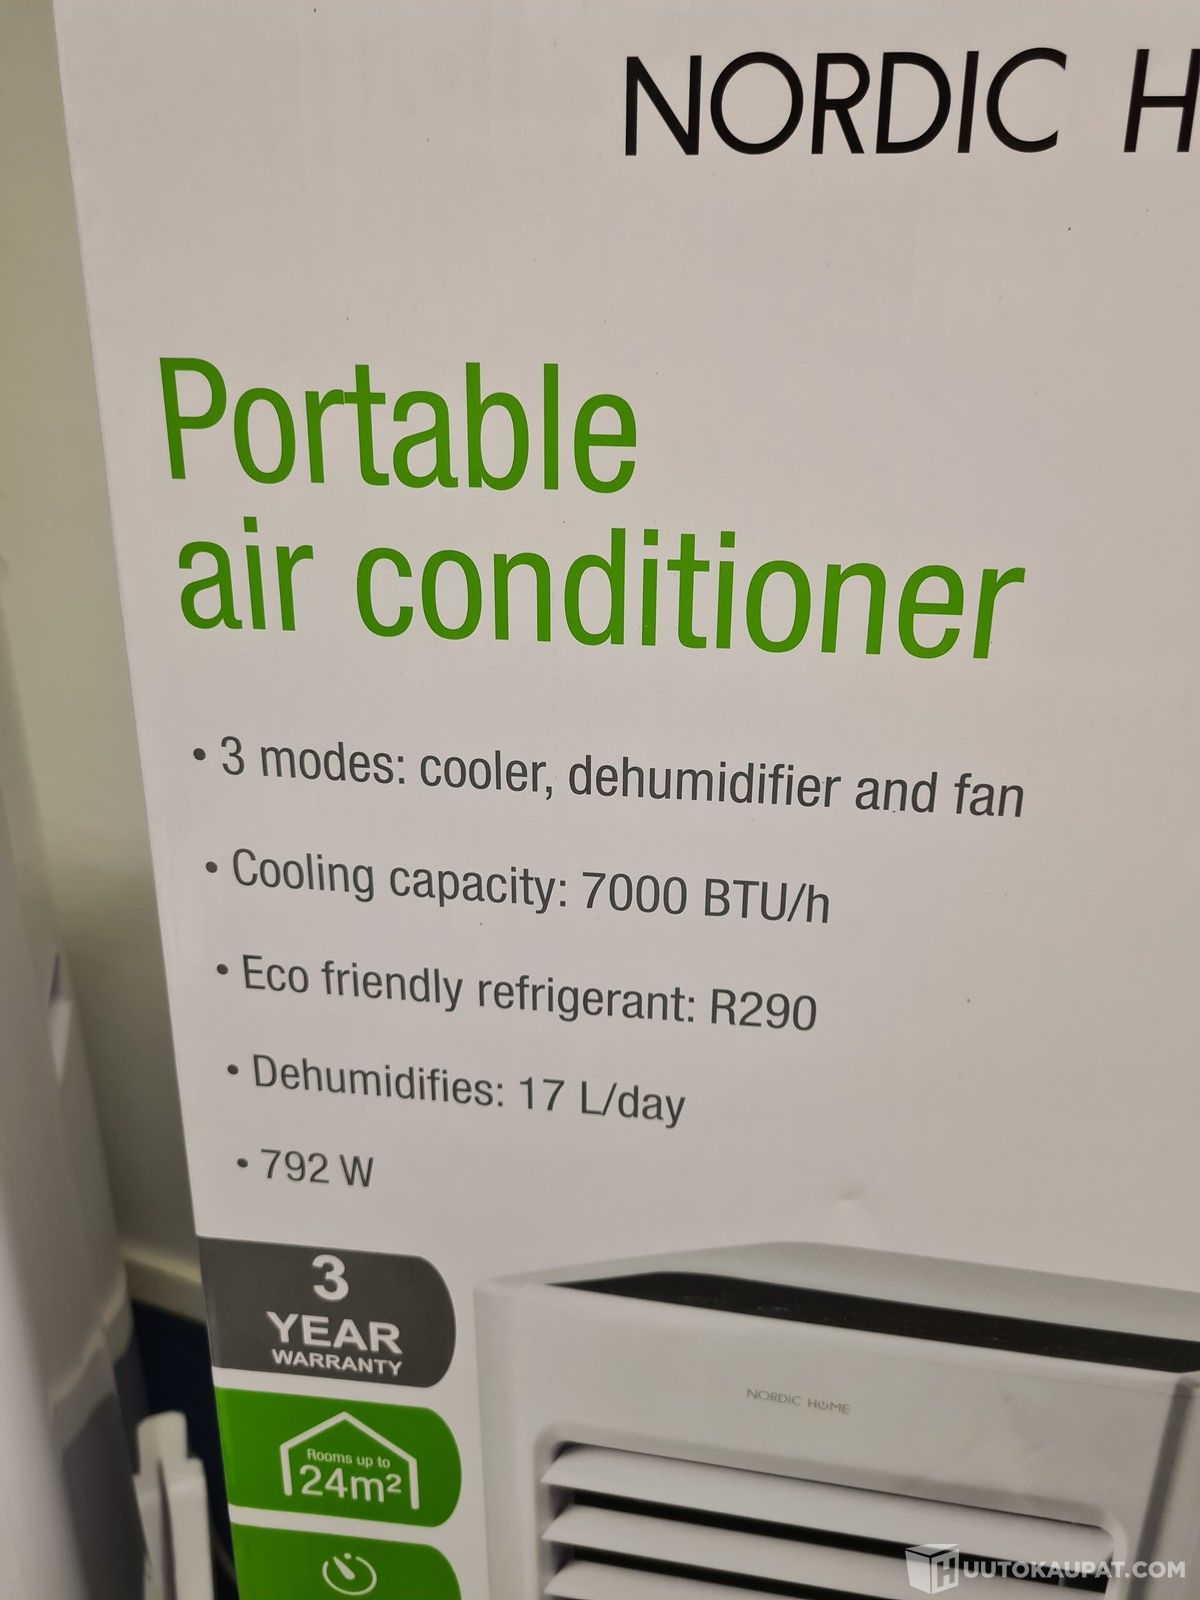 NORDIC H
Portable
air conditioner
• 3 modes: cooler, dehumidifier and fan
• Cooling capacity: 7000 BTU/h
• Eco friendly refrigerant: R290
• Dehumidifies: 17 L/day
• 792 W
3
YEAR
WARRANTY
NORDIC HOME
Rooms up to
24m²
HUUTOKAUPAT.COM